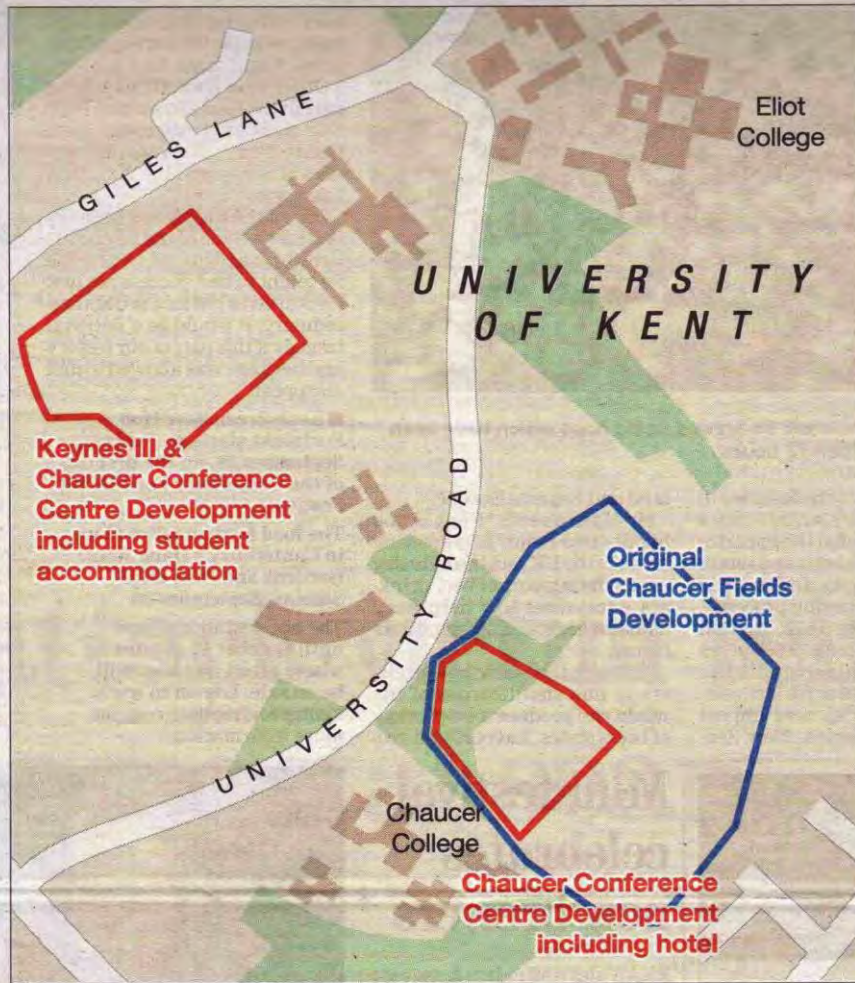 GILES LANE
Eliot
College
UNIVERSITY
OF KENT
Keynes III &
Chaucer Conference
Centre Development
including student
accommodation
UNIVERSITY ROAD
Original
Chaucer Fields
Development
Chaucer
College
Chaucer Conference
Centre Development
including hotel